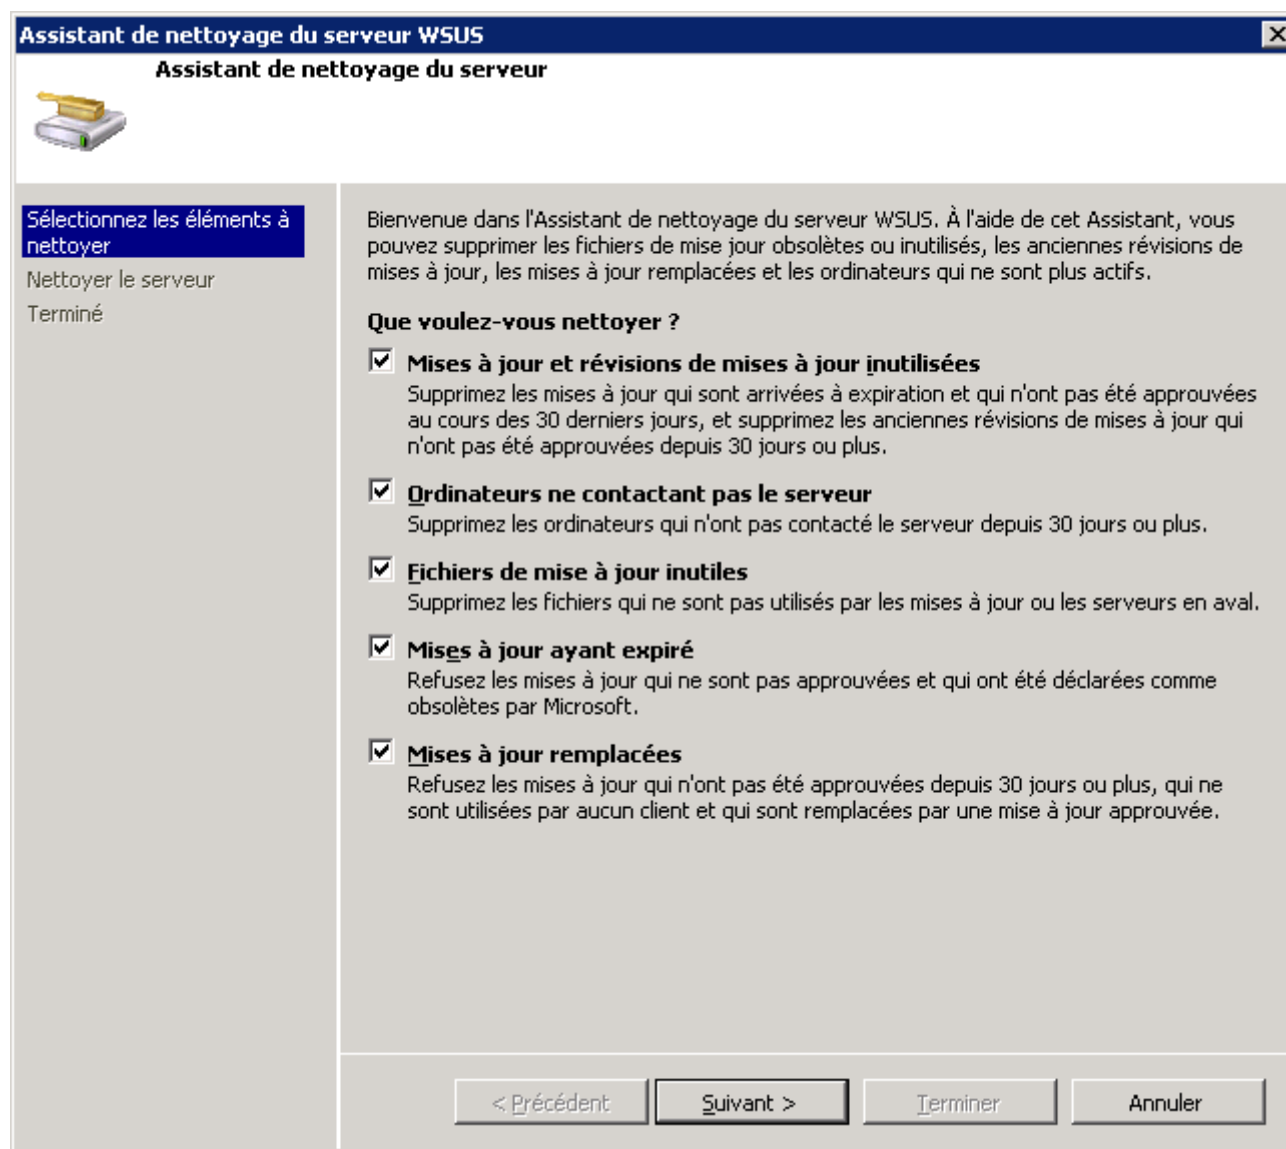 Assistant de nettoyage du serveur WSUS
Assistant de nettoyage du serveur
Sélectionnez les éléments à
nettoyer
Nettoyer le serveur
Terminé
Bienvenue dans l'Assistant de nettoyage du serveur WSUS. À l'aide de cet Assistant, vous
pouvez supprimer les fichiers de mise jour obsolètes ou inutilisés, les anciennes révisions de
mises à jour, les mises à jour remplacées et les ordinateurs qui ne sont plus actifs.
Que voulez-vous nettoyer ?
Mises à jour et révisions de mises à jour inutilisées
Supprimez les mises à jour qui sont arrivées à expiration et qui n'ont pas été approuvées
au cours des 30 derniers jours, et supprimez les anciennes révisions de mises à jour qui
n'ont pas été approuvées depuis 30 jours ou plus.
Ordinateurs ne contactant pas le serveur
Supprimez les ordinateurs qui n'ont pas contacté le serveur depuis 30 jours ou plus.
Fichiers de mise à jour inutiles
Supprimez les fichiers qui ne sont pas utilisés par les mises à jour ou les serveurs en aval.
Mises à jour ayant expiré
Refusez les mises à jour qui ne sont pas approuvées et qui ont été déclarées comme
obsolètes par Microsoft.
Mises à jour remplacées
Refusez les mises à jour qui n'ont pas été approuvées depuis 30 jours ou plus, qui ne
sont utilisées par aucun client et qui sont remplacées par une mise à jour approuvée.
< Précédent
Suivant >
Terminer
Annuler